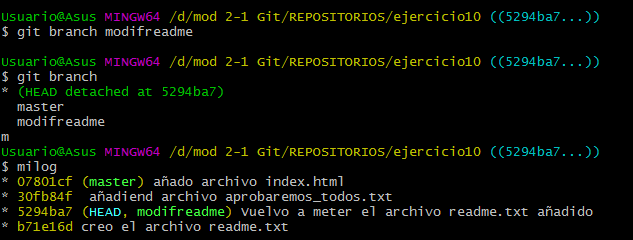 Usuario@Asus MINGW64 /d/mod 2-1 Git/REPOSITORIOS/ejercicio10 ((5294ba7...))
$ git branch modifreadme
Usuario@Asus MINGW64 /d/mod 2-1 Git/REPOSITORIOS/ejercicio10 ((5294ba7...))
$ git branch
* (HEAD detached at 5294ba7)
master
modifreadme
m
Usuario@Asus MINGW64 /d/mod 2-1 Git/REPOSITORIOS/ejercicio10 ((5294ba7...))
$ milog
* 07801cf (master) añado archivo index.html
* 30fb84f añadiend archivo aprobaremos_todos.txt
* 5294ba7 (HEAD, modifreadme) Vuelvo a meter el archivo readme.txt añadido
* b71e16d creo el archivo readme.txt